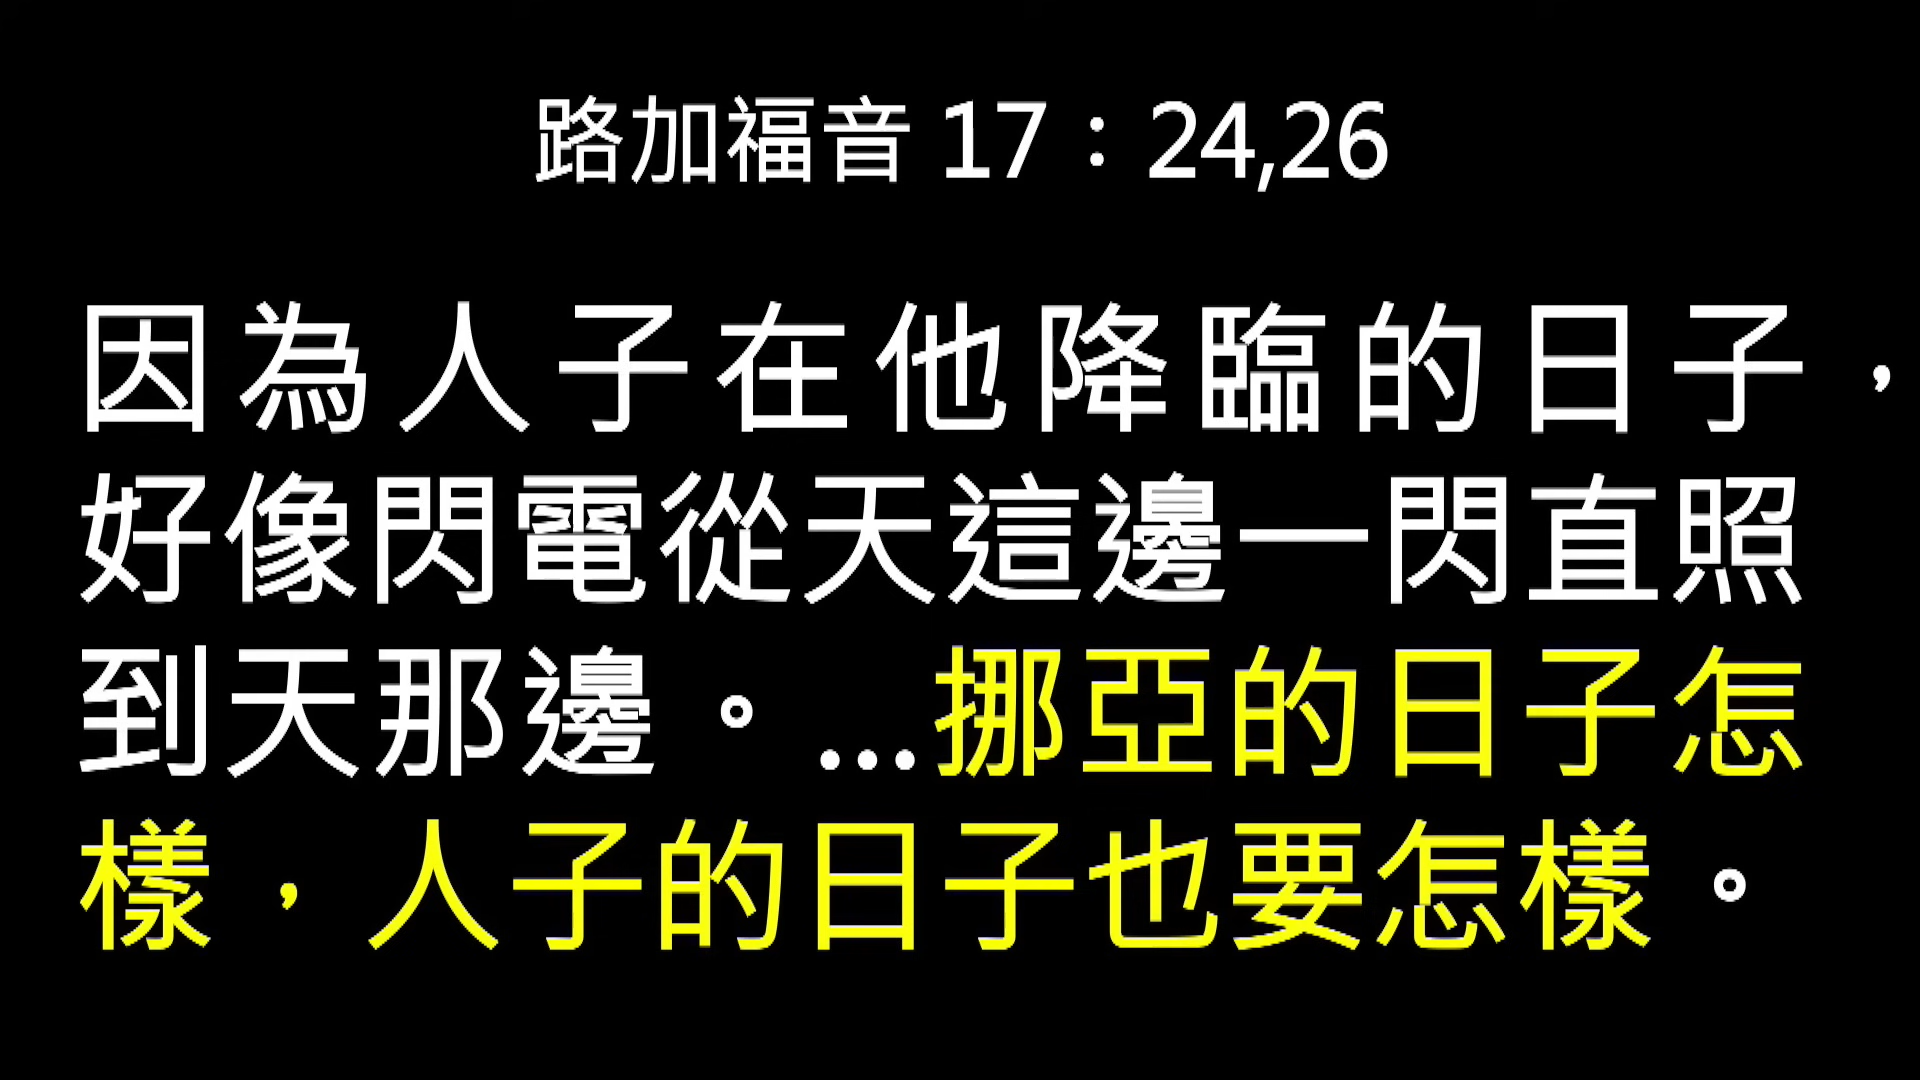 路加福音 17：24,26
因為人子在他降臨的日子，
好像閃電從天這邊一閃直照
到天那邊。…挪亞的日子怎
樣，人子的日子也要怎樣。